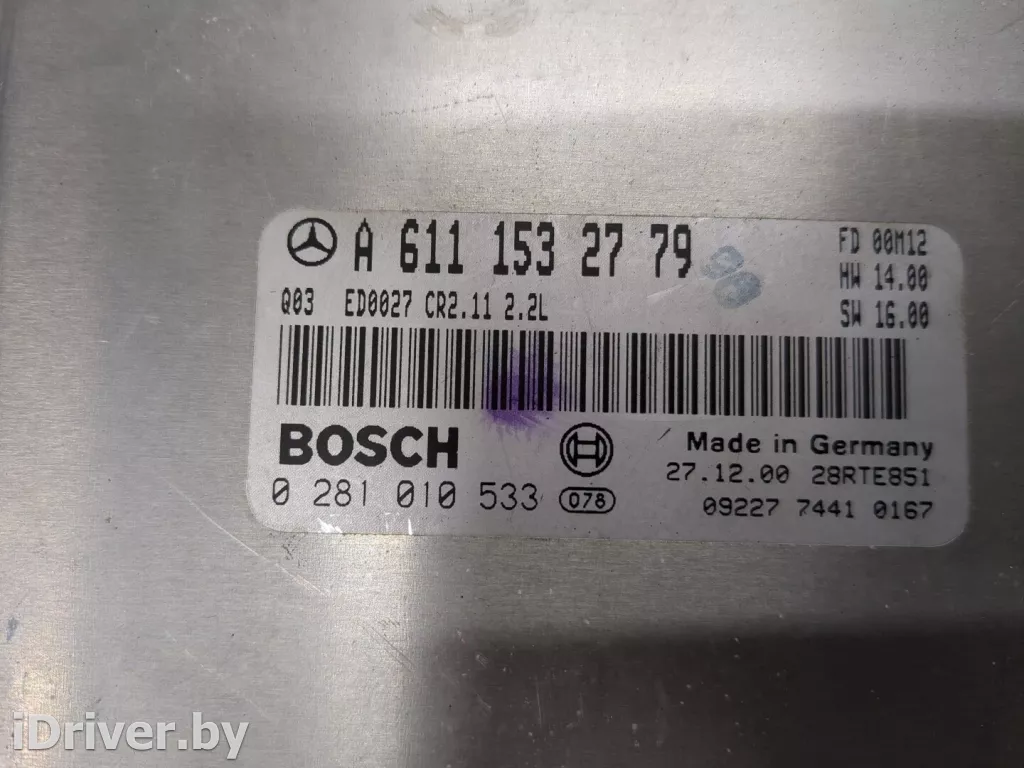 A 611 153 27 79
FD 00M12
HW 14.00
Q03 ED0027 CR2.11 2.2L
SW 16.00
BOSCH
Made in Germany
27.12.00 28RTE851
0 281 010 533 078
09227 7441 0167
iDriver.by